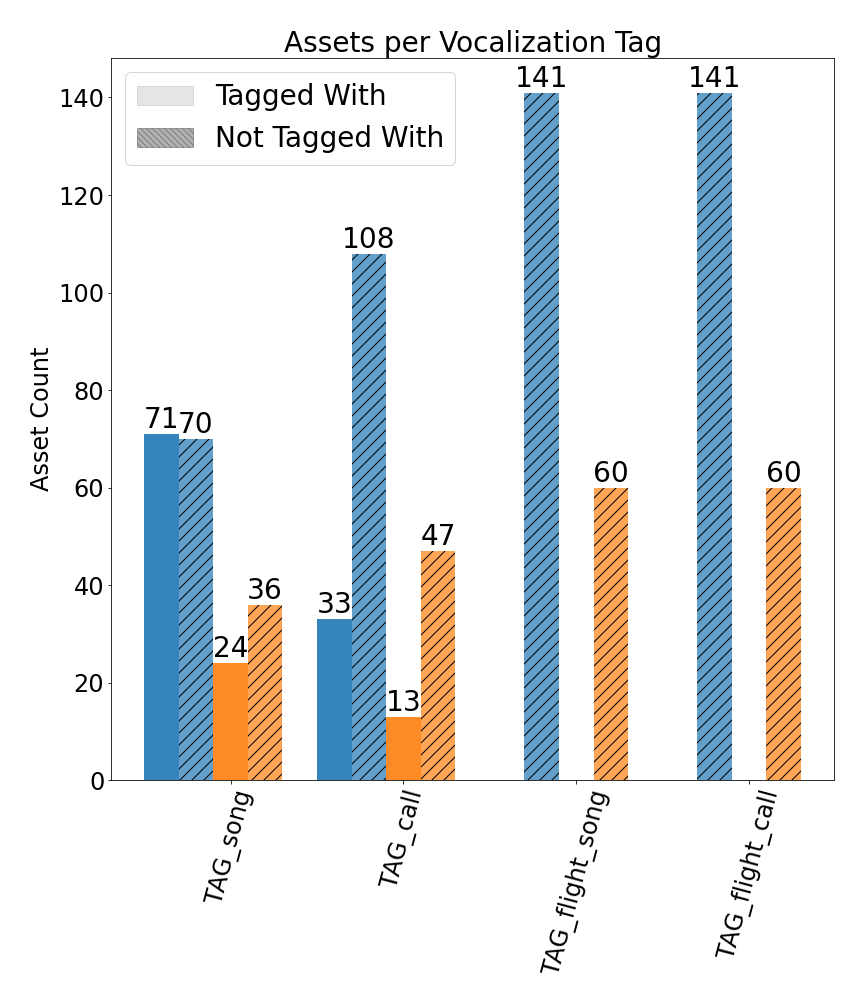 Assets per Vocalization Tag
Tagged With
Not Tagged With
Asset Count
140
120
100
80
60
40
20
0
71
70
24
36
33
108
13
47
141
60
141
60
TAG_song
TAG_call
TAG_flight_song
TAG_flight_call